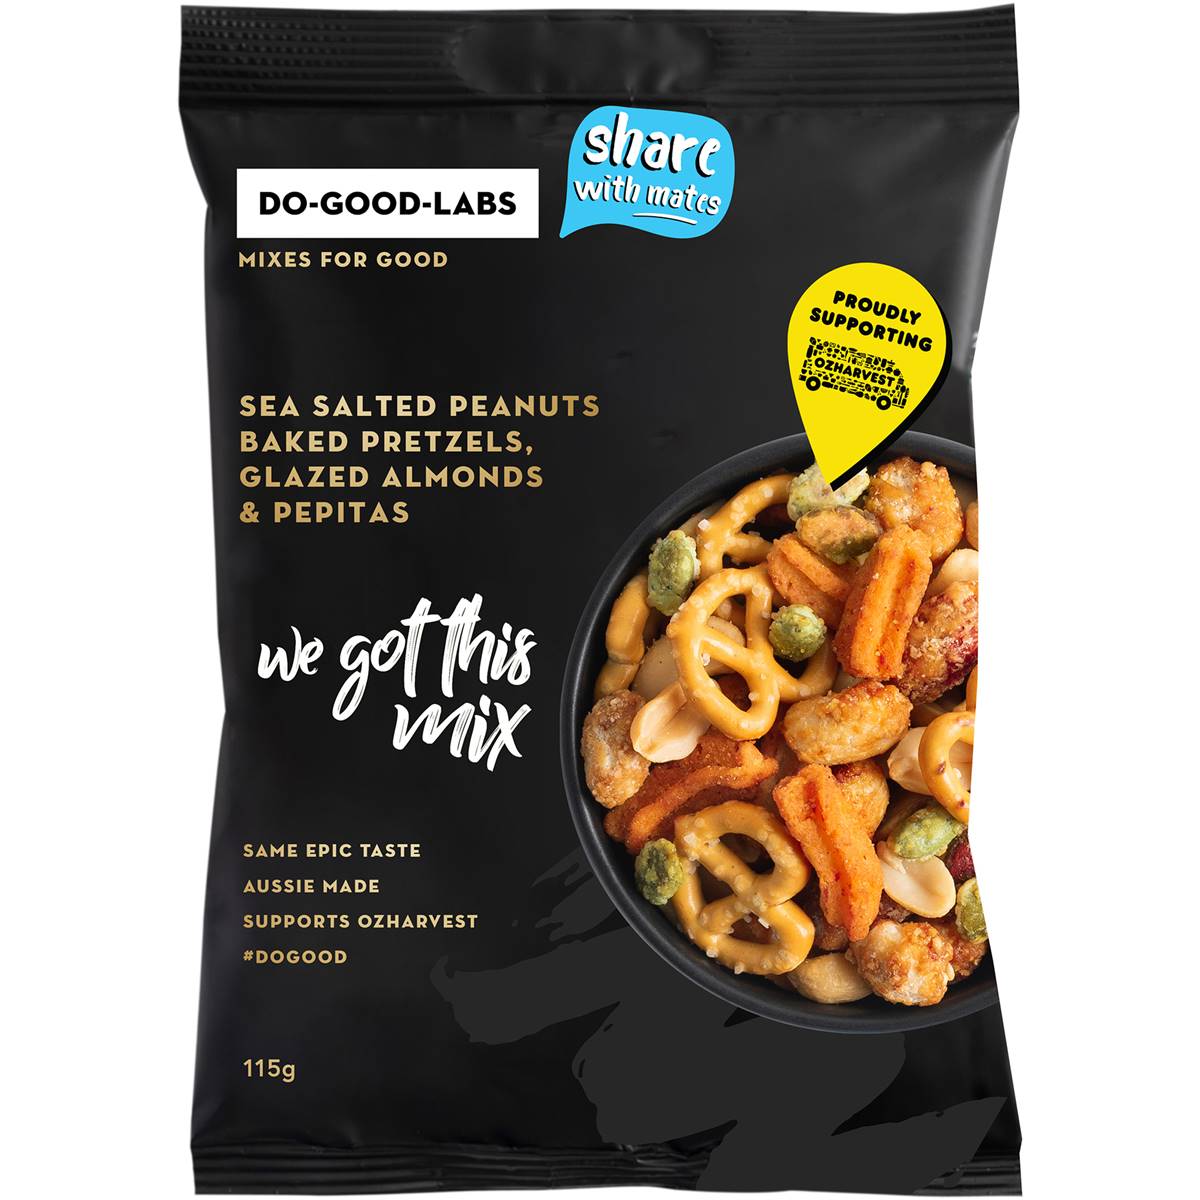 share
with mates
DO-GOOD-LABS
MIXES FOR GOOD
PROUDLY
SUPPORTING
OZHARVEST
SEA SALTED PEANUTS
BAKED PRETZELS,
GLAZED ALMONDS
& PEPITAS
we got this
mix
SAME EPIC TASTE
AUSSIE MADE
SUPPORTS OZHARVEST
#DOGOOD
115g